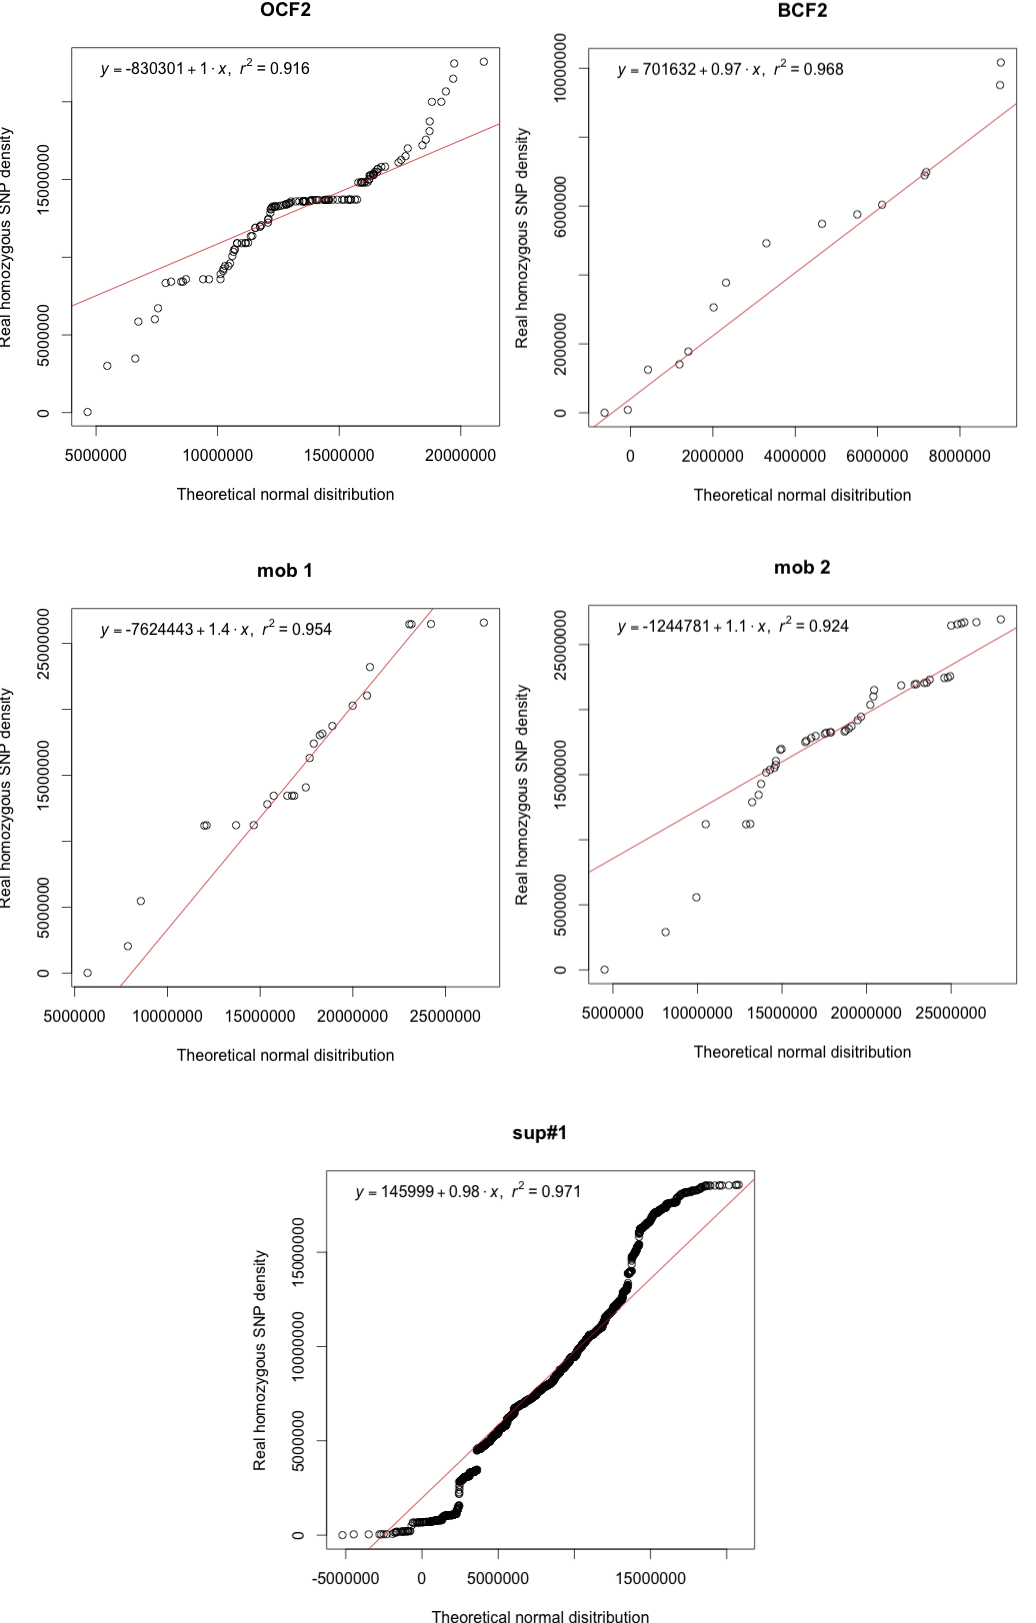 OCF2
y = -830301 + 1 · x, r² = 0.916
Real homozygous SNP density
0 5000000 15000000
5000000 10000000 15000000 20000000
Theoretical normal disitribution
BCF2
y = 701632 + 0.97 · x, r² = 0.968
Real homozygous SNP density
0 2000000 6000000 10000000
0 2000000 4000000 6000000 8000000
Theoretical normal disitribution
mob 1
y = -7624443 + 1.4 · x, r² = 0.954
Real homozygous SNP density
0 5000000 15000000 25000000
5000000 10000000 15000000 20000000 25000000
Theoretical normal disitribution
mob 2
y = -1244781 + 1.1 · x, r² = 0.924
Real homozygous SNP density
0 5000000 15000000 25000000
5000000 10000000 15000000 20000000 25000000
Theoretical normal disitribution
sup#1
y = 145999 + 0.98 · x, r² = 0.971
Real homozygous SNP density
0 5000000 10000000 15000000
-5000000 0 5000000 15000000
Theoretical normal disitribution